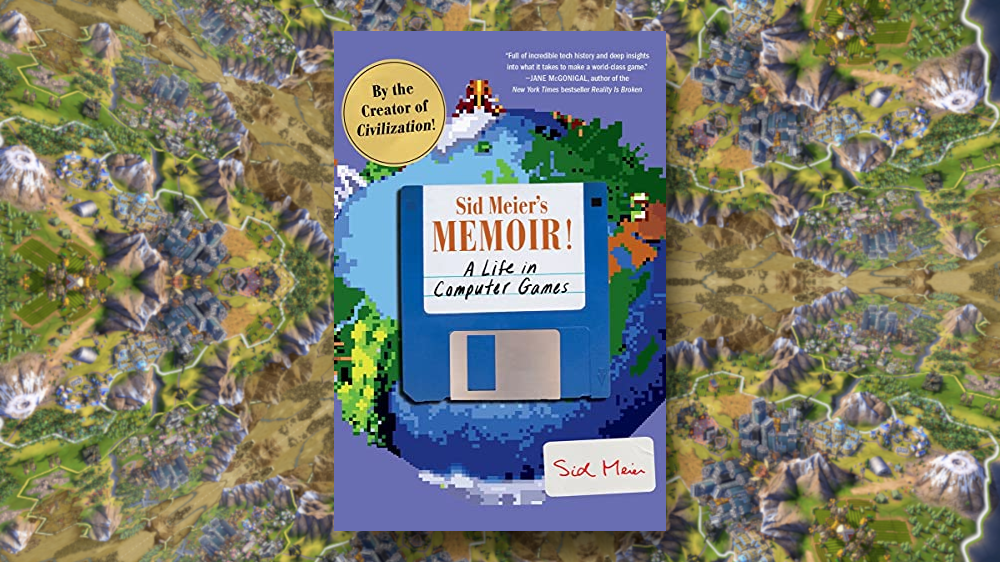 By the
Creator of
Civilization!
“Full of incredible tech history and deep insights
into what it takes to make a world-class game.”
—JANE McGONIGAL, author of the
New York Times bestseller Reality Is Broken
Sid Meier's
MEMOIR!
A Life in
Computer Games
Sid Meier